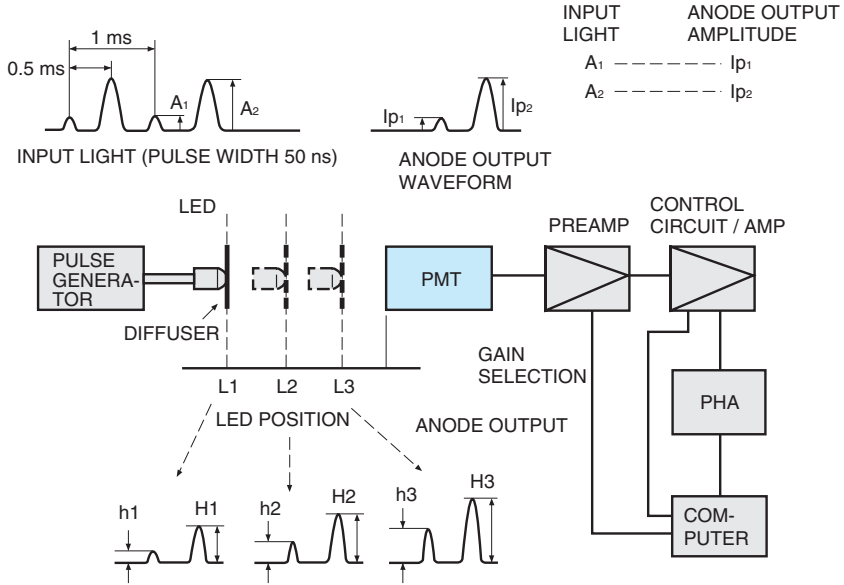 INPUT LIGHT
ANODE OUTPUT AMPLITUDE
A1
Ip1
A2
Ip2
1 ms
0.5 ms
A1
A2
INPUT LIGHT (PULSE WIDTH 50 ns)
Ip1
Ip2
ANODE OUTPUT
WAVEFORM
LED
PULSE
GENERA-
TOR
DIFFUSER
PMT
PREAMP
CONTROL
CIRCUIT / AMP
GAIN
SELECTION
PHA
COM-
PUTER
L1
L2
L3
LED POSITION
ANODE OUTPUT
h1
H1
h2
H2
h3
H3